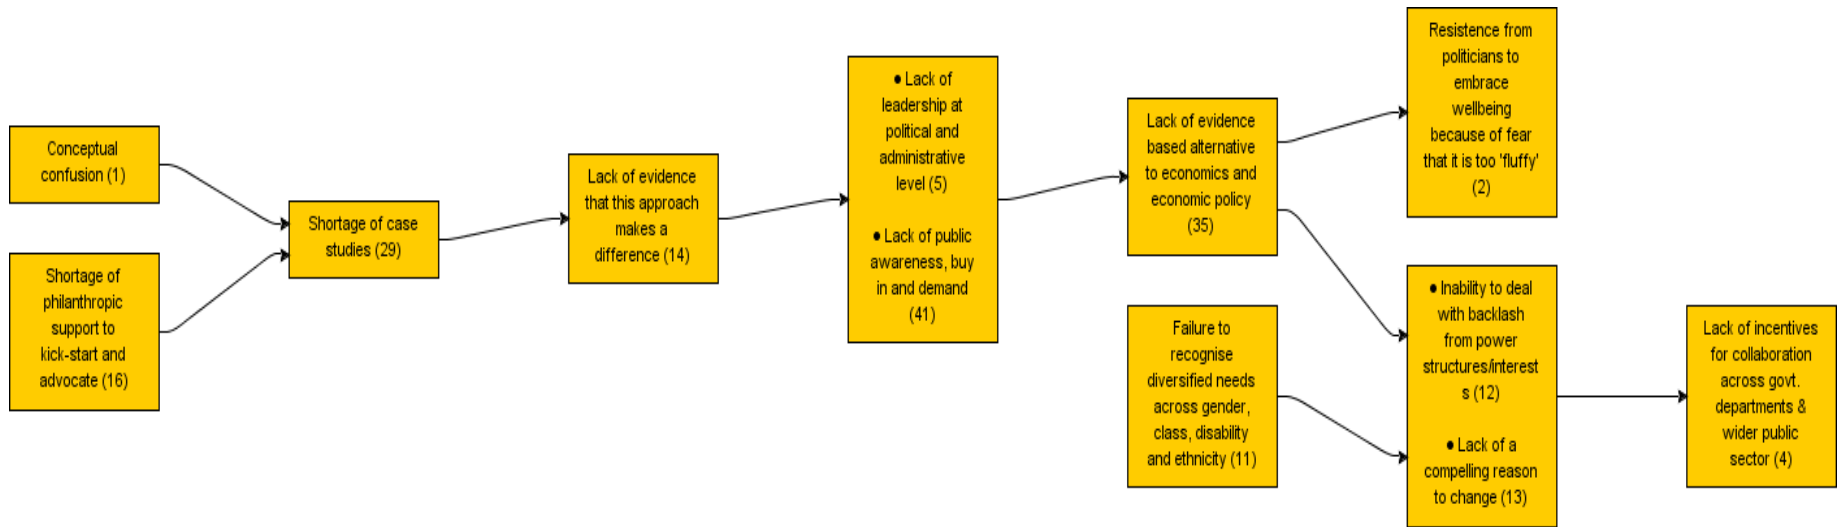 Conceptual
confusion (1)
Shortage of
philanthropic
support to
kick-start and
advocate (16)
Shortage of case
studies (29)
Lack of evidence
that this approach
makes a
difference (14)
● Lack of
leadership at
political and
administrative
level (5)
● Lack of public
awareness, buy
in and demand
(41)
Lack of evidence
based alternative
to economics and
economic policy
(35)
Failure to
recognise
diversified needs
across gender,
class, disability
and ethnicity (11)
Resistence from
politicians to
embrace
wellbeing
because of fear
that it is too 'fluffy'
(2)
● Inability to deal
with backlash
from power
structures/interest
s (12)
● Lack of a
compelling reason
to change (13)
Lack of incentives
for collaboration
across govt.
departments &
wider public
sector (4)